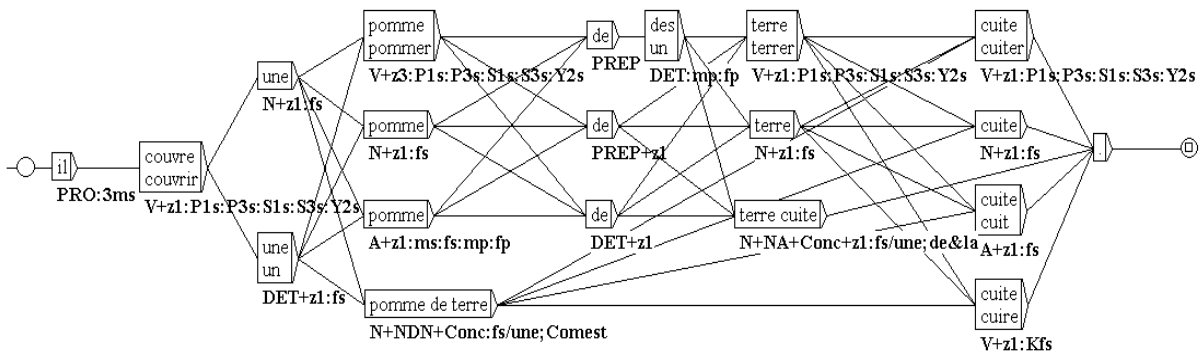 il
PRO:3ms
couvre
couvrir
V+z1:P1s:P3s:S1s:S3s:Y2s
une
N+z1:fs
une
un
DET+z1:fs
pomme
pommer
V+z3:P1s:P3s:S1s:S3s:Y2s
pomme
N+z1:fs
pomme
A+z1:ms:fs:mp:fp
pomme de terre
N+NDN+Conc:fs/une;Comest
de
PREP
de
PREP+z1
de
DET+z1
des
un
DET:mp:fp
terre
terrer
V+z1:P1s:P3s:S1s:S3s:Y2s
terre
N+z1:fs
terre cuite
N+NA+Conc+z1:fs/une;de&la
cuite
cuiter
V+z1:P1s:P3s:S1s:S3s:Y2s
cuite
N+z1:fs
cuite
cuit
A+z1:fs
cuite
cuire
V+z1:Kfs
.